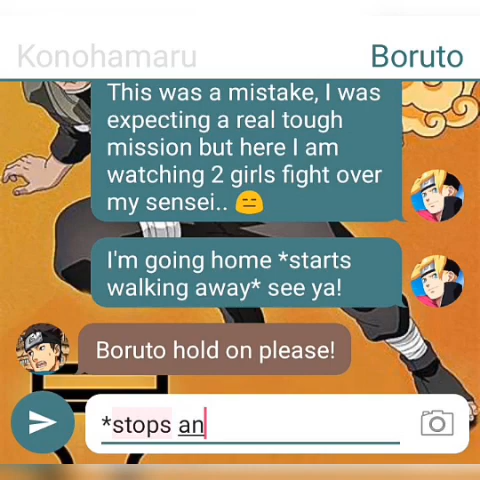 Konohamaru Boruto
This was a mistake, I was
expecting a real tough
mission but here I am
watching 2 girls fight over
my sensei.. 😑
I'm going home *starts
walking away* see ya!
Boruto hold on please!
*stops an